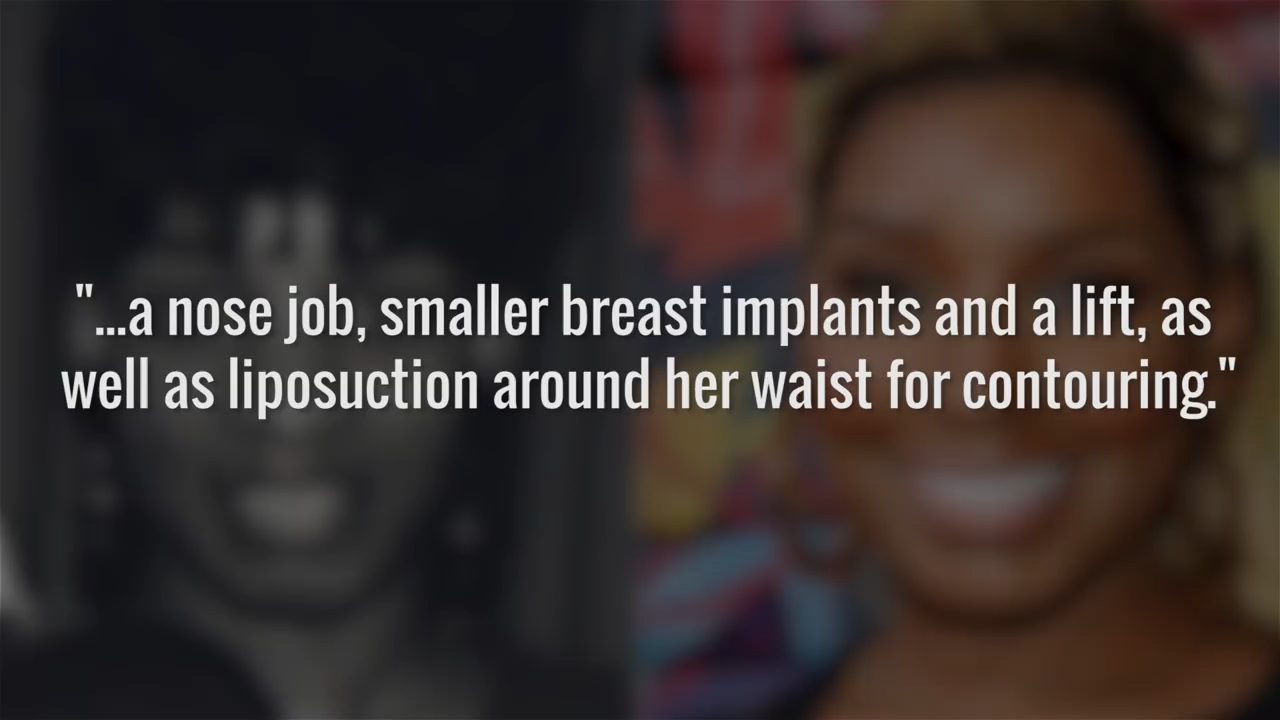 "...a nose job, smaller breast implants and a lift, as
well as liposuction around her waist for contouring."